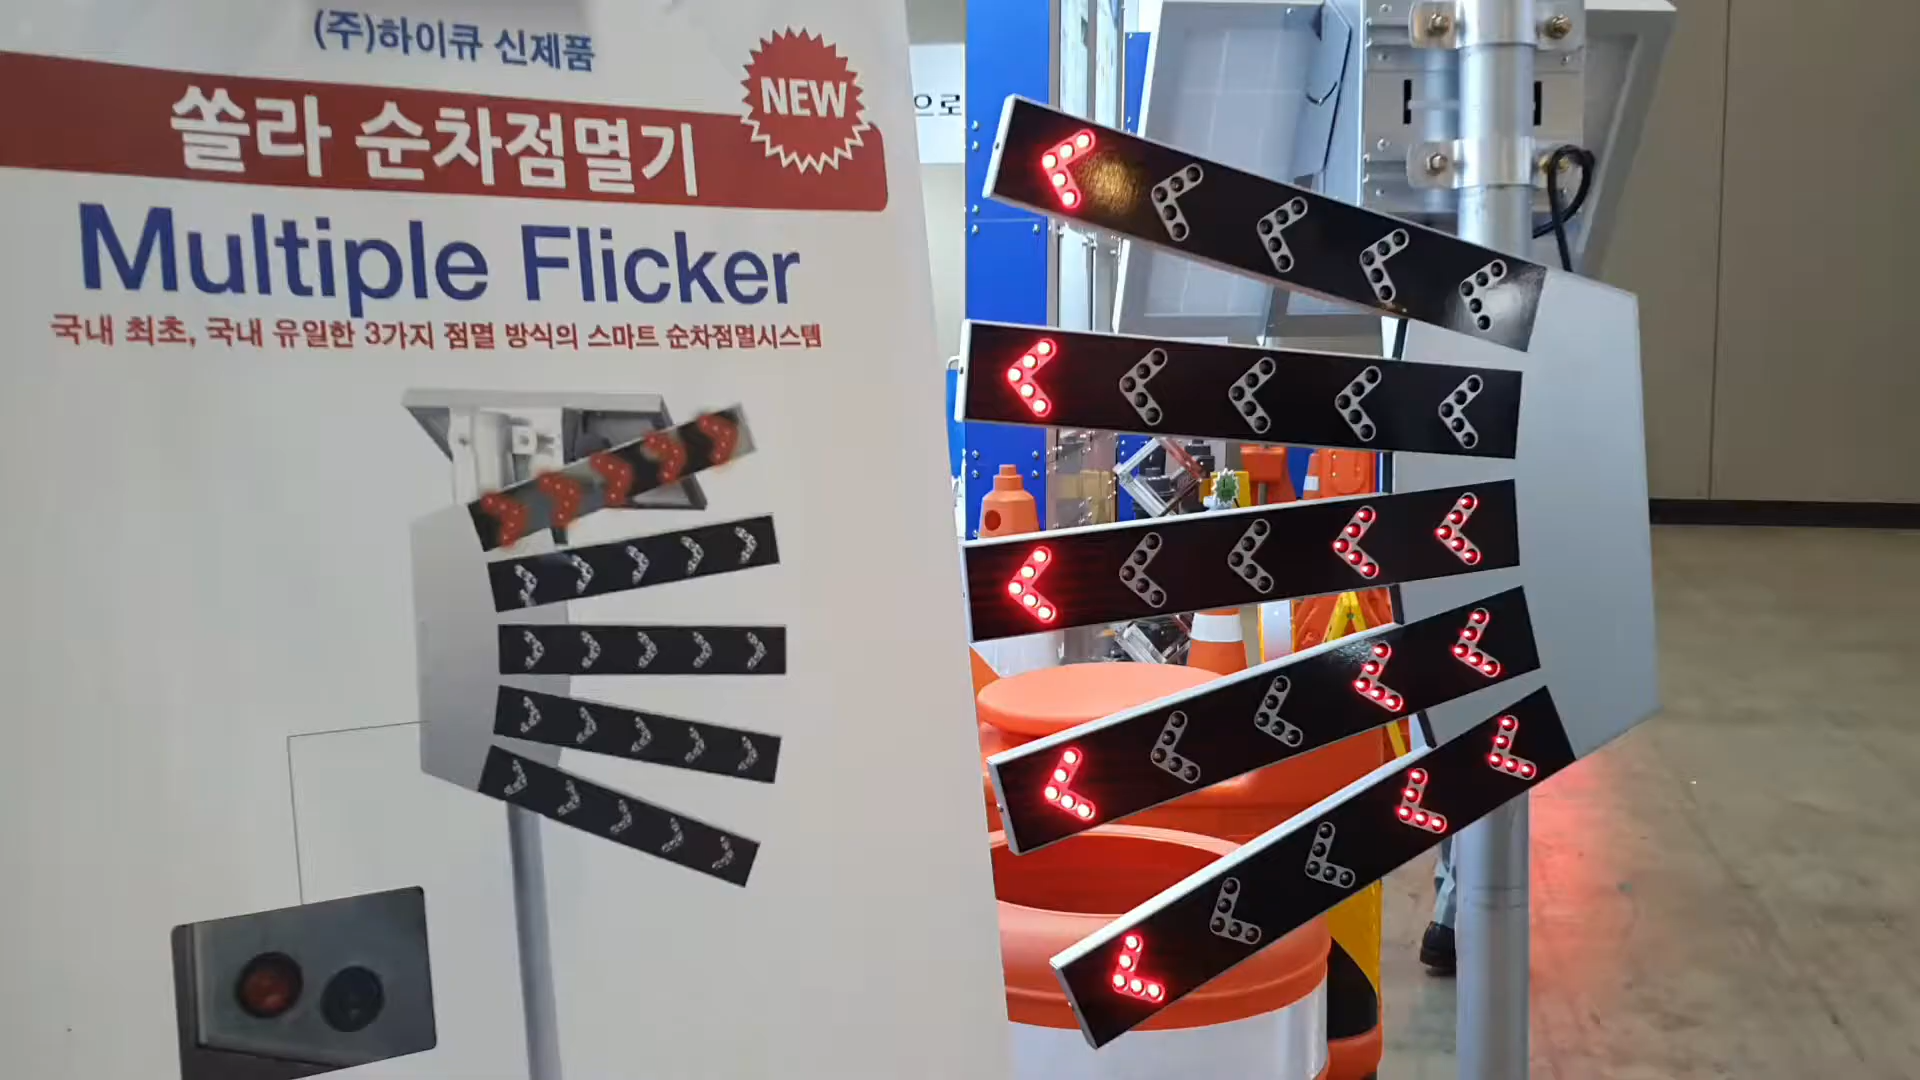 (주)하이큐 신제품
NEW
쏠라 순차점멸기
Multiple Flicker
국내 최초, 국내 유일한 3가지 점멸 방식의 스마트 순차점멸시스템
으로